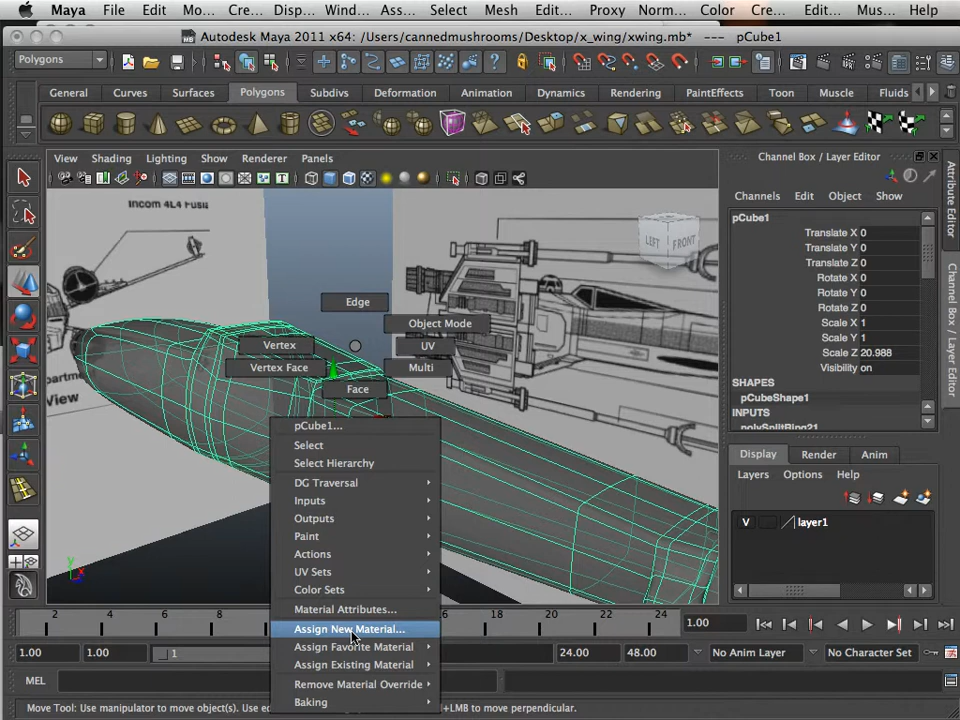 Maya File Edit Mo... Cre... Disp... Win... Ass... Select Mesh Edit... Proxy Norm... Color Cre... Edit... Mus... Help
Autodesk Maya 2011 x64: /Users/cannedmushrooms/Desktop/x_wing/xwing.mb* --- pCube1
Polygons
General Curves Surfaces Polygons Subdivs Deformation Animation Dynamics Rendering PaintEffects Toon Muscle Fluids
View Shading Lighting Show Renderer Panels
Channel Box / Layer Editor
Channels Edit Object Show
pCube1
Translate X 0
Translate Y 0
Translate Z 0
Rotate X 0
Rotate Y 0
Rotate Z 0
Scale X 1
Scale Y 1
Scale Z 20.988
Visibility on
SHAPES
pCubeShape1
INPUTS
polySplitRing21
Attribute Editor
Channel Box / Layer Editor
Incom 4L4 Fusi
LEFT FRONT
View
Edge
Object Mode
Vertex
UV
Vertex Face
Multi
Face
pCube1...
Select
Select Hierarchy
DG Traversal
Inputs
Outputs
Paint
Actions
UV Sets
Color Sets
Material Attributes...
Assign New Material...
Assign Favorite Material
Assign Existing Material
Remove Material Override
Baking
Display Render Anim
Layers Options Help
V layer1
y
x
2 4 6 8 10 16 18 20 22 24
1.00
1.00 1.00 1 24.00 48.00 No Anim Layer No Character Set
MEL
Move Tool: Use manipulator to move object(s). Use ec +LMB to move perpendicular.